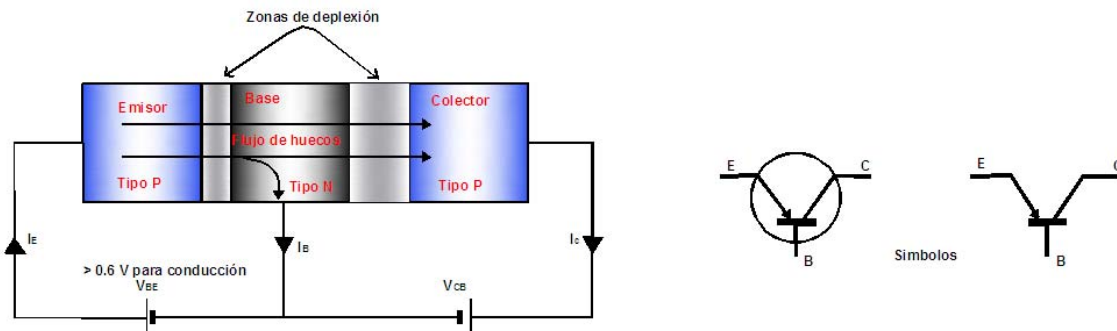 Zonas de deplexión
Emisor
Base
Colector
Flujo de huecos
Tipo P
Tipo N
Tipo P
IE
IB
Ic
> 0.6 V para conducción
VBE
VCB
E
C
B
E
C
B
Simbolos